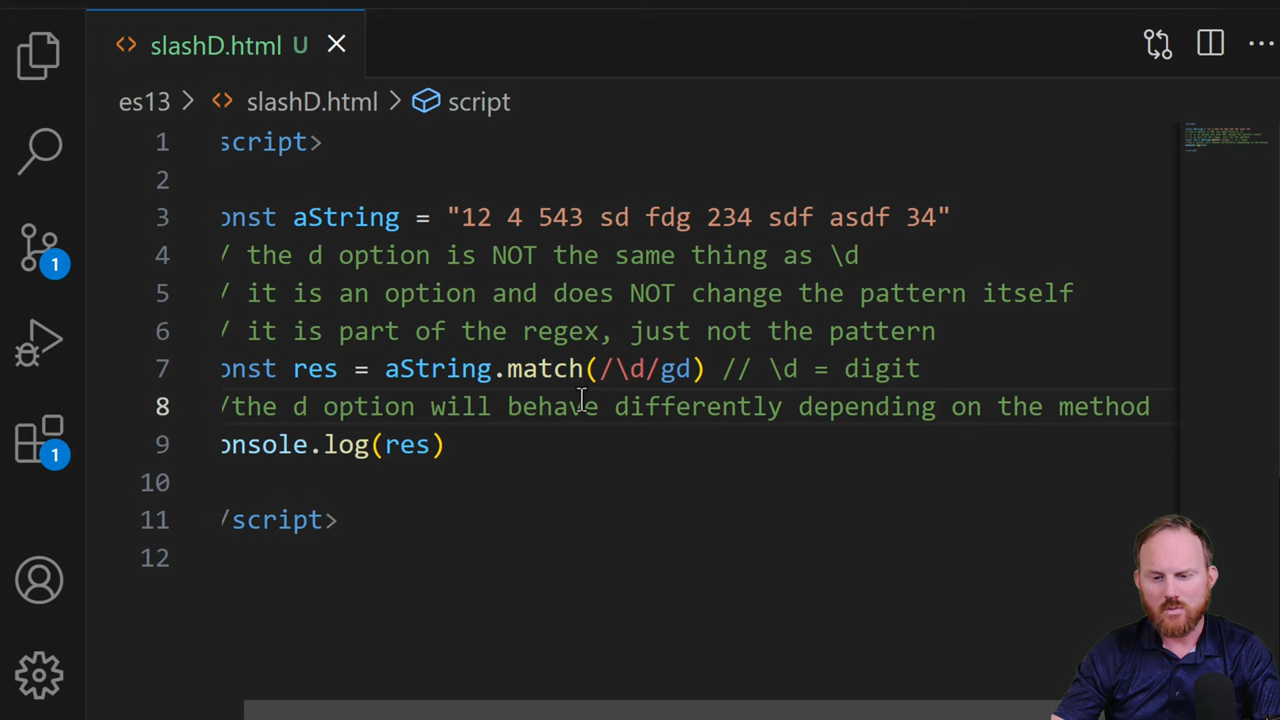 slashD.html U
es13 > slashD.html > script
1 script>
2
3 onst aString = "12 4 543 sd fdg 234 sdf asdf 34"
4 / the d option is NOT the same thing as \d
5 / it is an option and does NOT change the pattern itself
6 / it is part of the regex, just not the pattern
7 onst res = aString.match(/\d/gd) // \d = digit
8 /the d option will behave differently depending on the method
9 onsole.log(res)
10
11 /script>
12
1
1